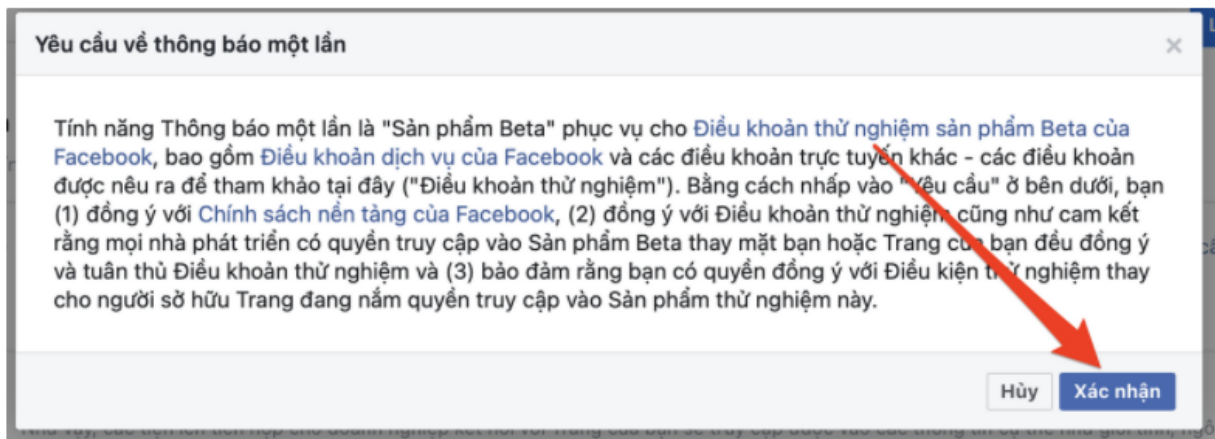 Yêu cầu về thông báo một lần
Tính năng Thông báo một lần là "Sản phẩm Beta" phục vụ cho Điều khoản thử nghiệm sản phẩm Beta của
Facebook, bao gồm Điều khoản dịch vụ của Facebook và các điều khoản trực tuyến khác - các điều khoản
được nêu ra để tham khảo tại đây ("Điều khoản thử nghiệm"). Bằng cách nhấp vào "Yêu cầu" ở bên dưới, bạn
(1) đồng ý với Chính sách nền tảng của Facebook, (2) đồng ý với Điều khoản thử nghiệm cũng như cam kết
rằng mọi nhà phát triển có quyền truy cập vào Sản phẩm Beta thay mặt bạn hoặc Trang của bạn đều đồng ý
và tuân thủ Điều khoản thử nghiệm và (3) bảo đảm rằng bạn có quyền đồng ý với Điều kiện thử nghiệm thay
cho người sở hữu Trang đang nắm quyền truy cập vào Sản phẩm thử nghiệm này.
Hủy Xác nhận